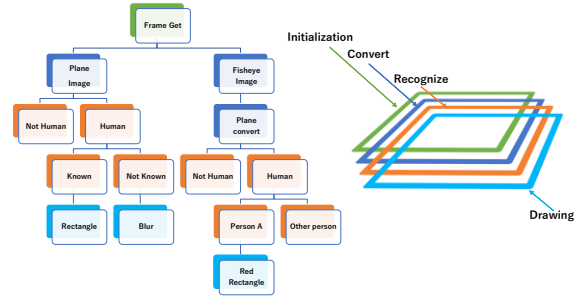 Frame Get
Initialization
Convert
Recognize
Plane
Image
Fisheye
Image
Not Human
Human
Plane
convert
Known
Not Known
Not Human
Human
Rectangle
Blur
Person A
Other person
Drawing
Red
Rectangle